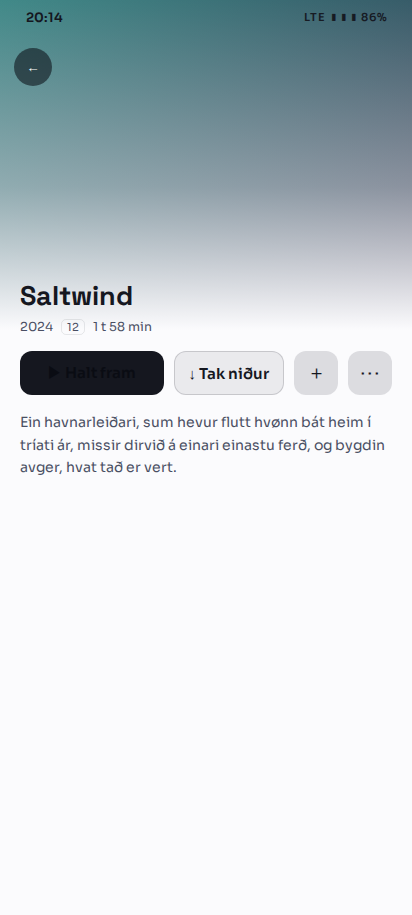 20:14 LTE 86%
←
Saltwind
2024 12 1 t 58 min
▶ Halt fram ↓ Tak niður + ···
Ein havnarleiðari, sum hevur flutt hvønn bát heim í
tríati ár, missir dirvið á einari einastu ferð, og bygdin
avger, hvat tað er vert.